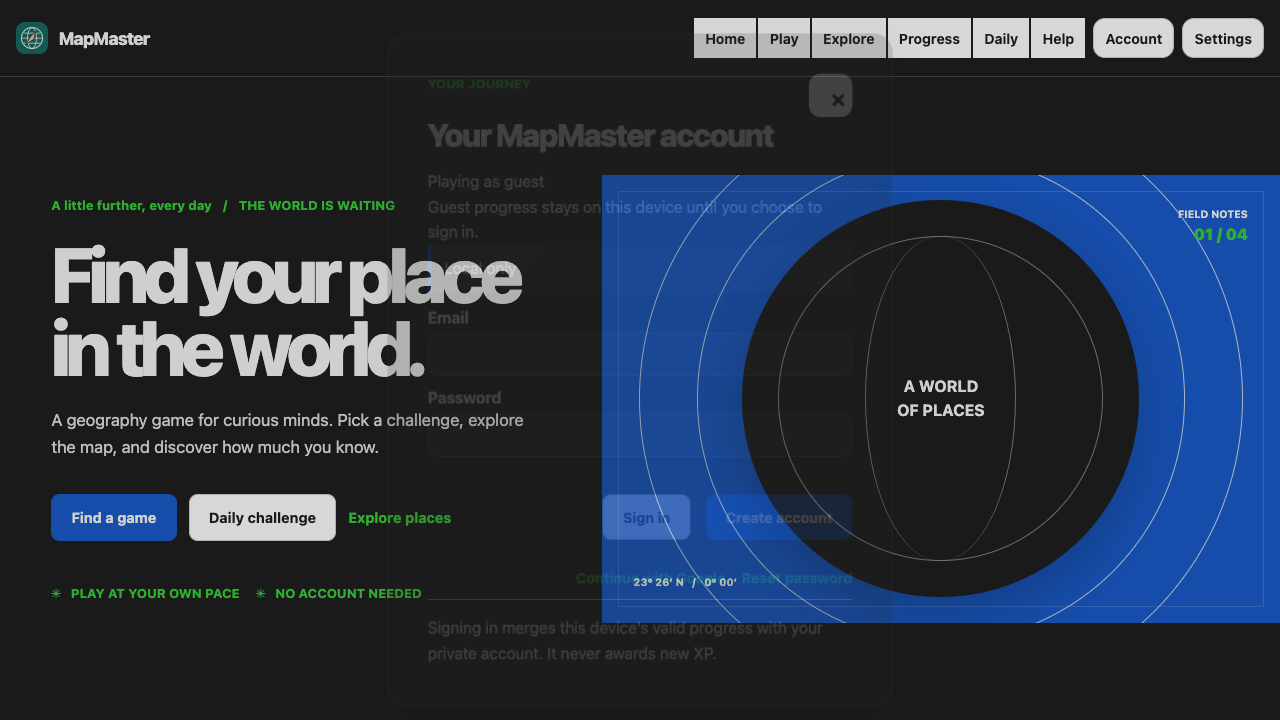 MapMaster
Home
Play
Explore
Progress
Daily
Help
Account
Settings
YOUR JOURNEY
×
Your MapMaster account
Playing as guest
Guest progress stays on this device until you choose to
sign in.
Local only
Email
Password
Sign in
Create account
Continue with Google
Reset password
Signing in merges this device's valid progress with your
private account. It never awards new XP.
A little further, every day / THE WORLD IS WAITING
Find your place
in the world.
A geography game for curious minds. Pick a challenge, explore
the map, and discover how much you know.
Find a game
Daily challenge
Explore places
✳ PLAY AT YOUR OWN PACE ✳ NO ACCOUNT NEEDED
FIELD NOTES
01 / 04
A WORLD
OF PLACES
23° 26′ N / 0° 00′